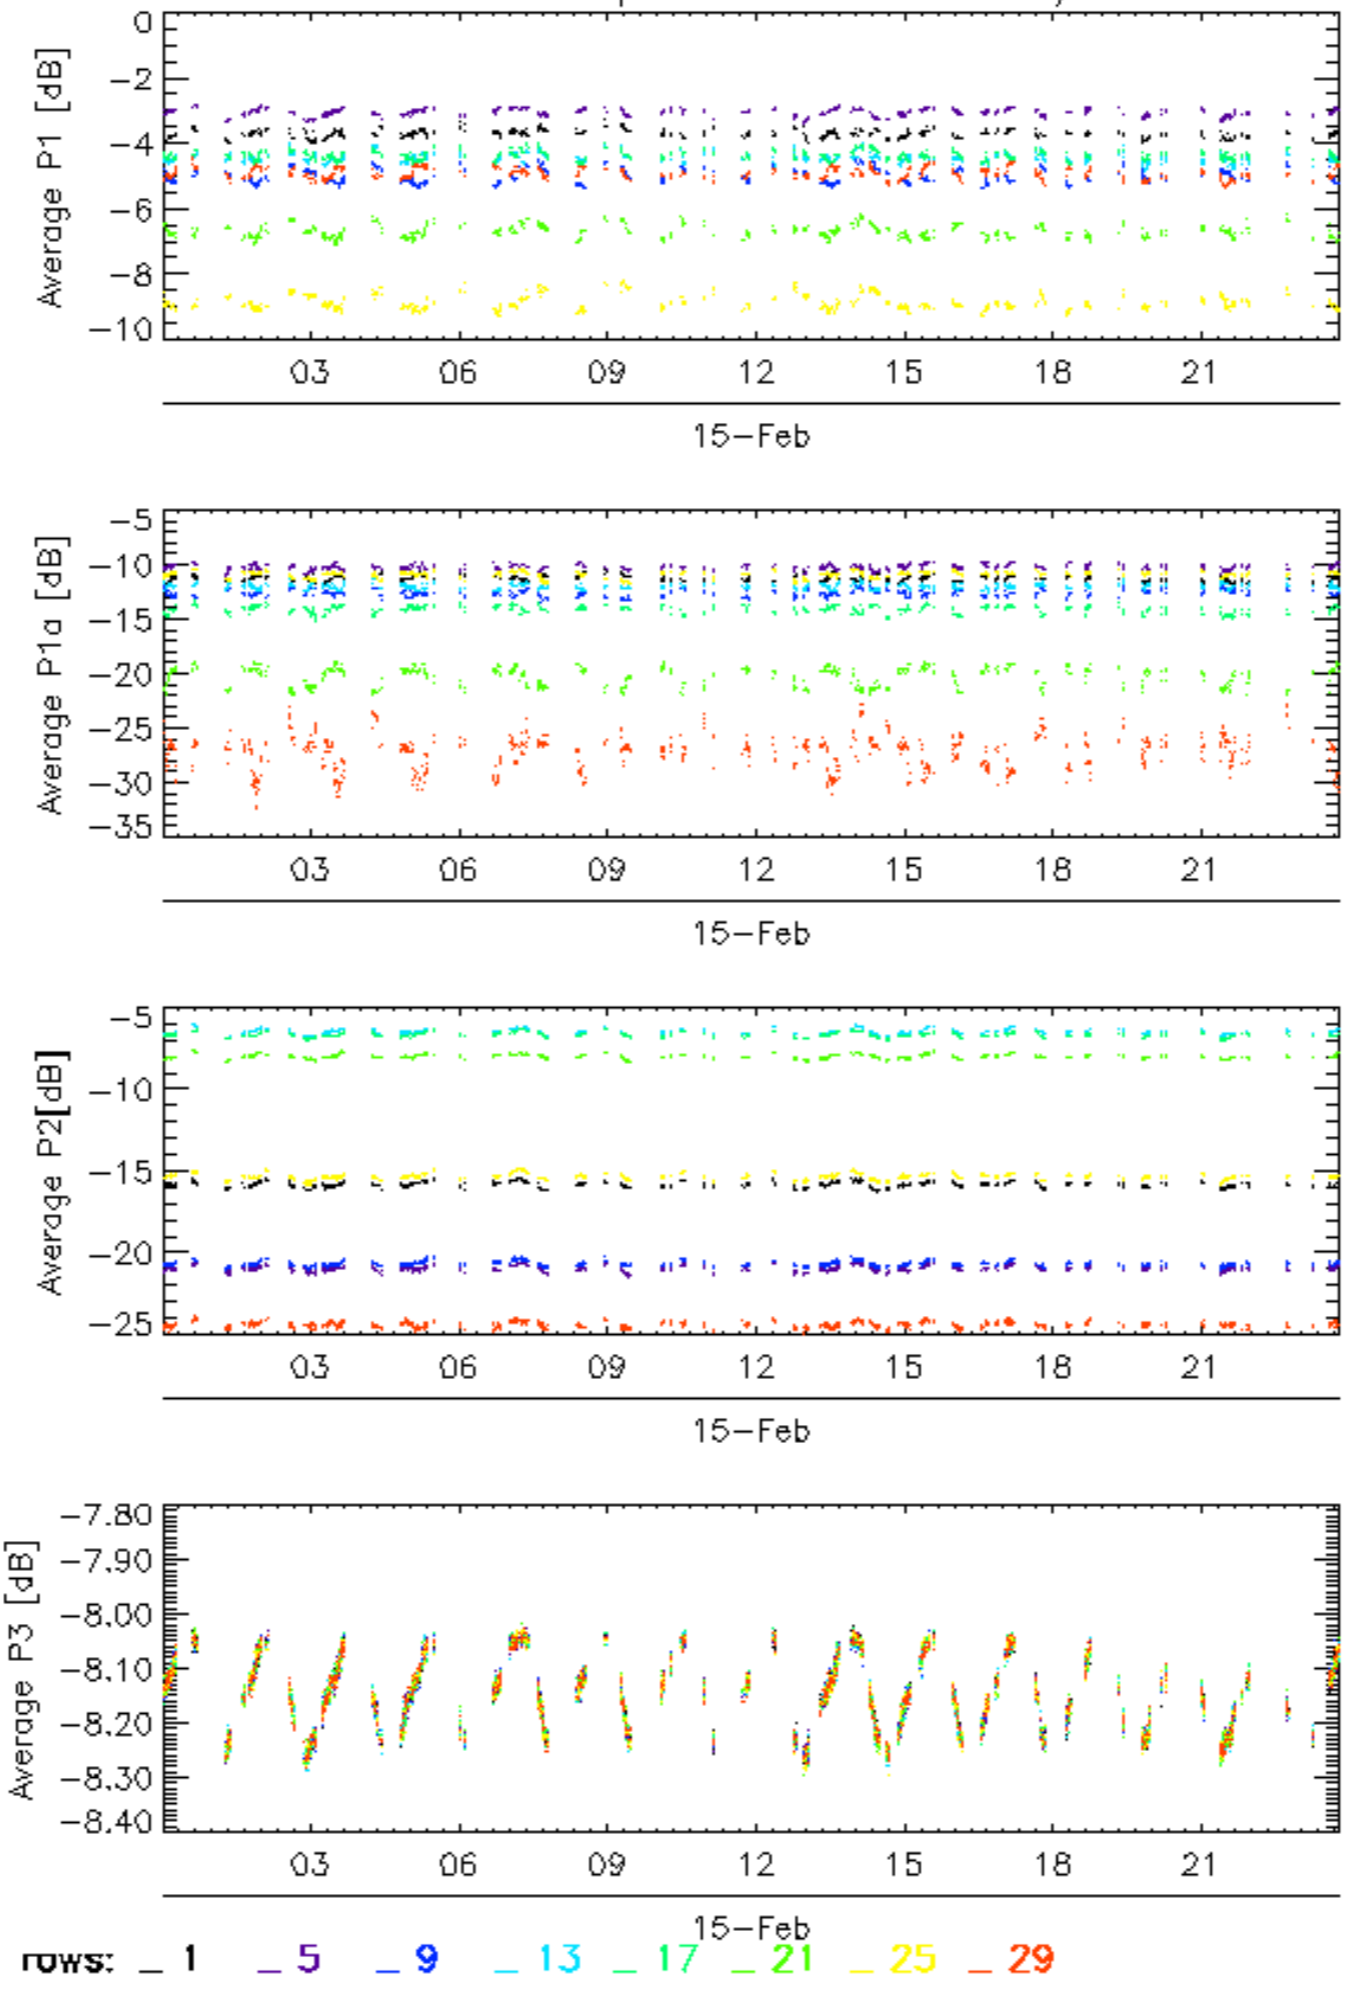 0
-2
-4
-6
-8
-10
Average P1 [dB]
03 06 09 12 15 18 21
15-Feb
-5
-10
-15
-20
-25
-30
-35
Average P1a [dB]
03 06 09 12 15 18 21
15-Feb
-5
-10
-15
-20
-25
Average P2[dB]
03 06 09 12 15 18 21
15-Feb
-7.80
-7.90
-8.00
-8.10
-8.20
-8.30
-8.40
Average P3 [dB]
03 06 09 12 15 18 21
15-Feb
rows: _ 1 _ 5 _ 9 _ 13 _ 17 _ 21 _ 25 _ 29